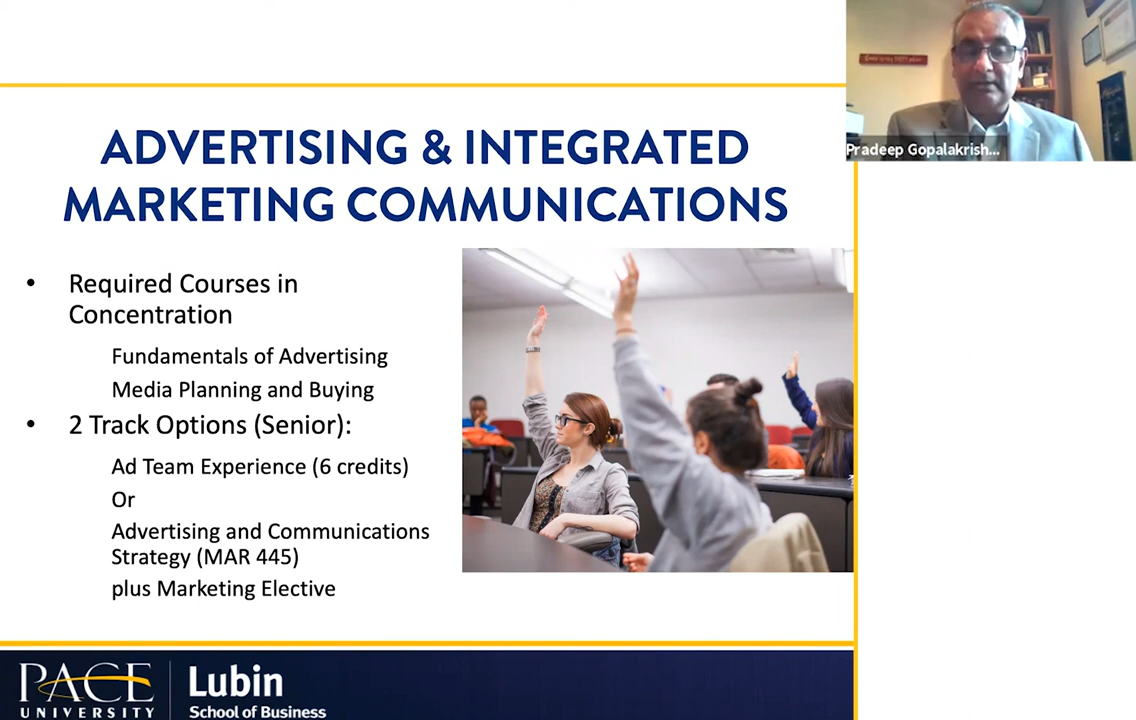 ADVERTISING & INTEGRATED
MARKETING COMMUNICATIONS
• Required Courses in
Concentration
Fundamentals of Advertising
Media Planning and Buying
• 2 Track Options (Senior):
Ad Team Experience (6 credits)
Or
Advertising and Communications
Strategy (MAR 445)
plus Marketing Elective
PACE
UNIVERSITY
Lubin
School of Business
Pradeep Gopalakrish...